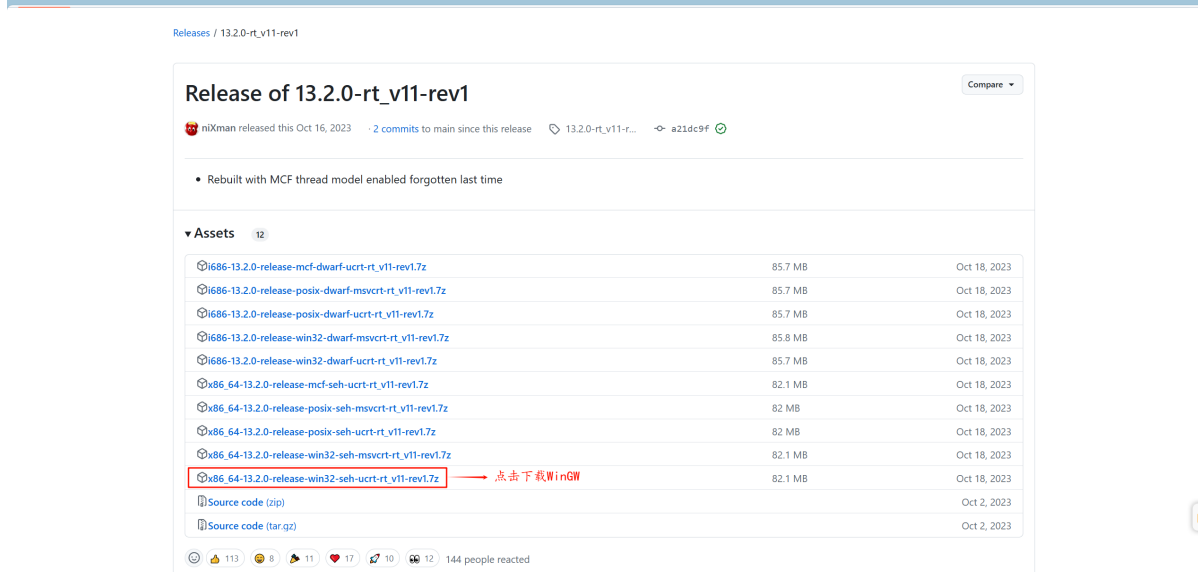 Releases / 13.2.0-rt_v11-rev1
Release of 13.2.0-rt_v11-rev1
Compare
niXman released this Oct 16, 2023 · 2 commits to main since this release 13.2.0-rt_v11-r... a21dc9f
Rebuilt with MCF thread model enabled forgotten last time
Assets 12
i686-13.2.0-release-mcf-dwarf-ucrt-rt_v11-rev1.7z 85.7 MB Oct 18, 2023
i686-13.2.0-release-posix-dwarf-msvcrt-rt_v11-rev1.7z 85.7 MB Oct 18, 2023
i686-13.2.0-release-posix-dwarf-ucrt-rt_v11-rev1.7z 85.7 MB Oct 18, 2023
i686-13.2.0-release-win32-dwarf-msvcrt-rt_v11-rev1.7z 85.8 MB Oct 18, 2023
i686-13.2.0-release-win32-dwarf-ucrt-rt_v11-rev1.7z 85.7 MB Oct 18, 2023
x86_64-13.2.0-release-mcf-seh-ucrt-rt_v11-rev1.7z 82.1 MB Oct 18, 2023
x86_64-13.2.0-release-posix-seh-msvcrt-rt_v11-rev1.7z 82 MB Oct 18, 2023
x86_64-13.2.0-release-posix-seh-ucrt-rt_v11-rev1.7z 82 MB Oct 18, 2023
x86_64-13.2.0-release-win32-seh-msvcrt-rt_v11-rev1.7z 82.1 MB Oct 18, 2023
x86_64-13.2.0-release-win32-seh-ucrt-rt_v11-rev1.7z 点击下载WinGW 82.1 MB Oct 18, 2023
Source code (zip) Oct 2, 2023
Source code (tar.gz) Oct 2, 2023
113 8 11 17 10 12 144 people reacted